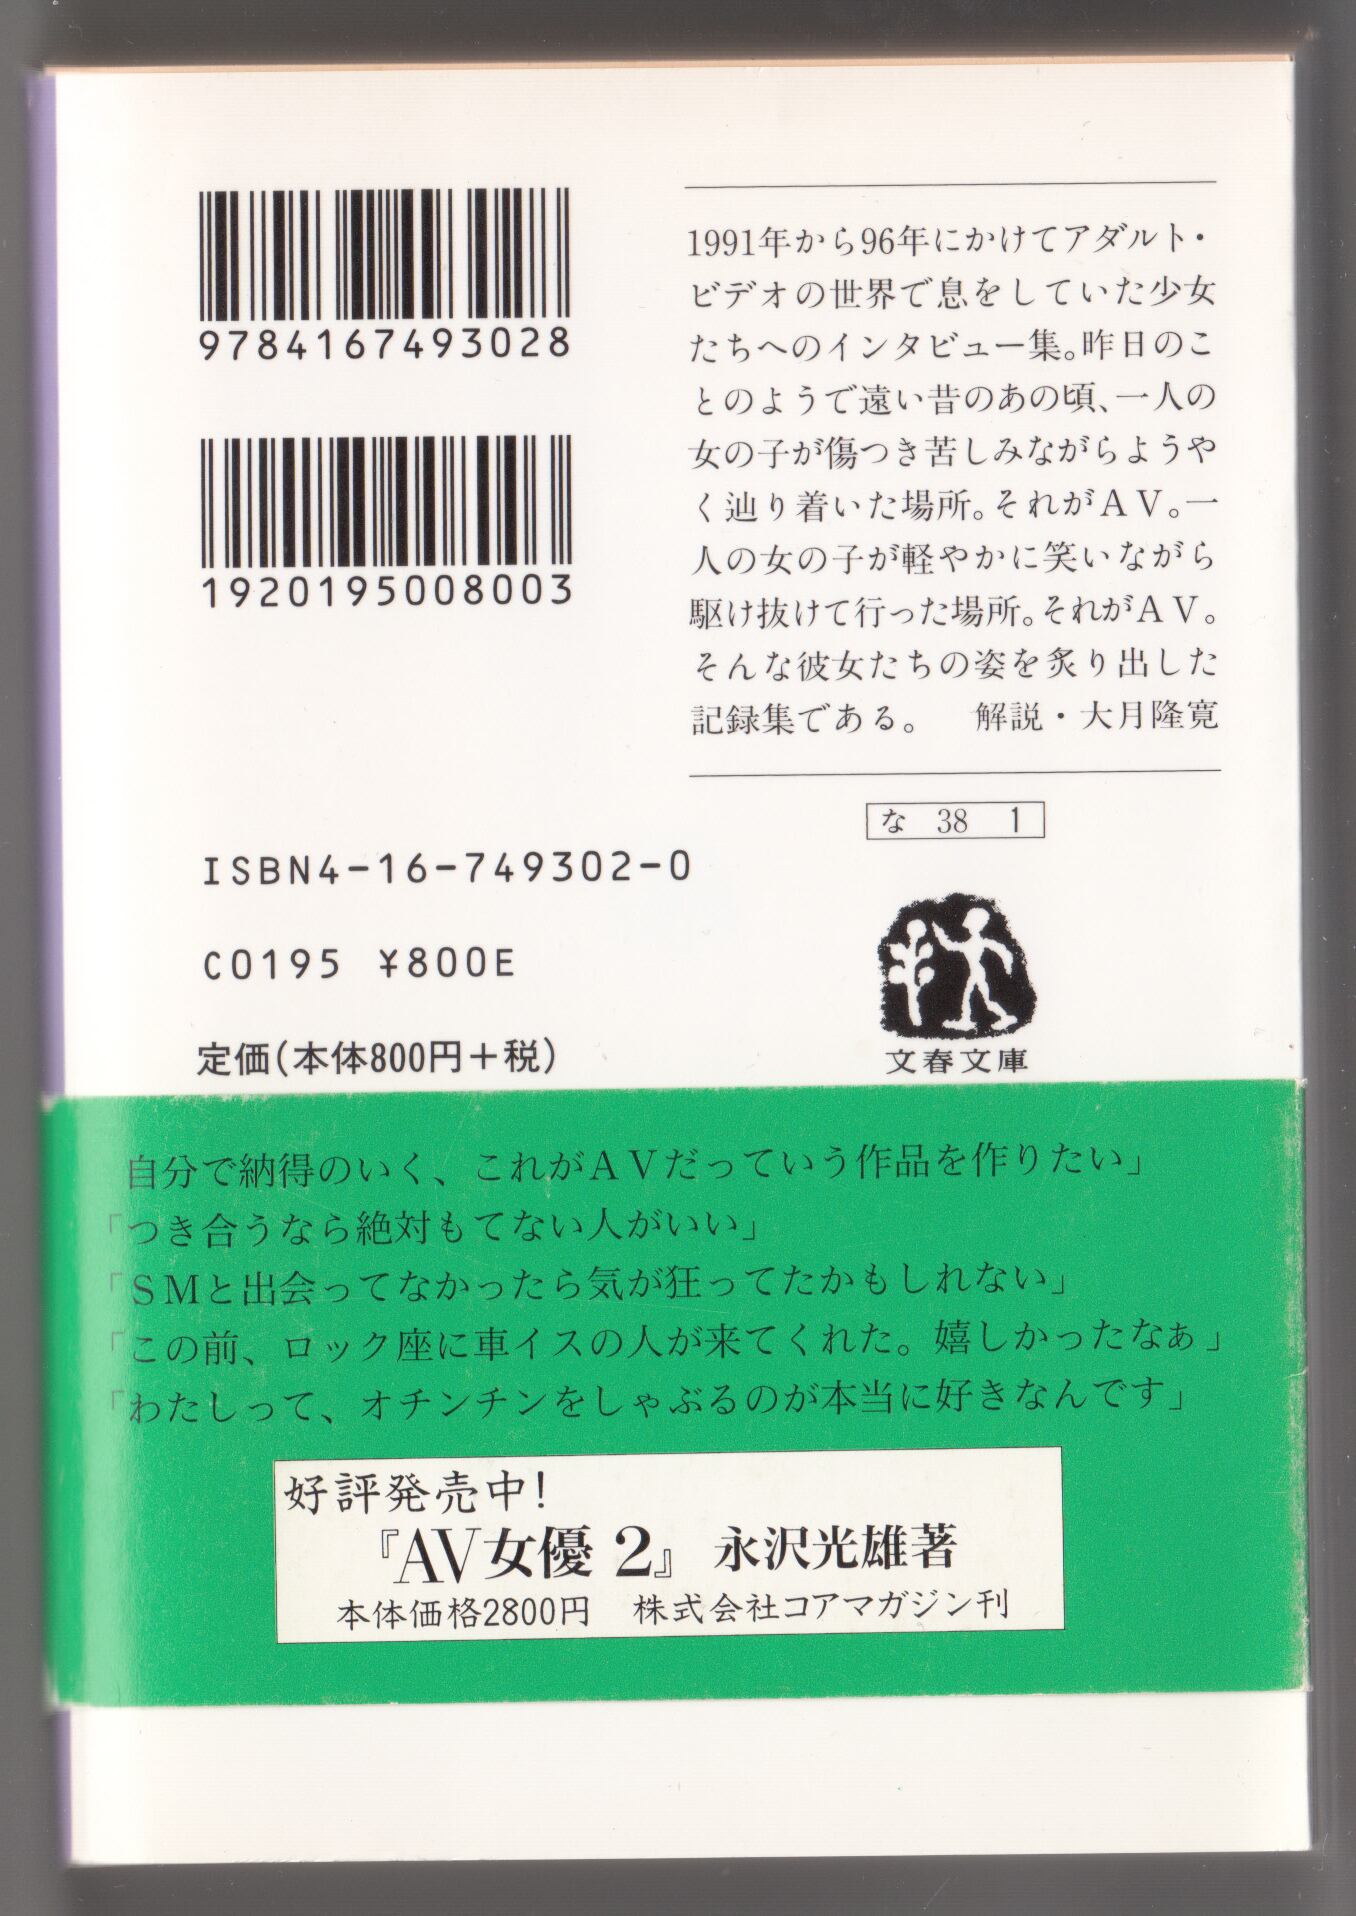 9784167493028
1920195008003
1991年から96年にかけてアダルト・
ビデオの世界で息をしていた少女
たちへのインタビュー集。昨日のこ
とのようで遠い昔のあの頃、一人の
女の子が傷つき苦しみながらようや
く辿り着いた場所。それがＡＶ。一
人の女の子が軽やかに笑いながら
駆け抜けて行った場所。それがＡＶ。
そんな彼女たちの姿を炙り出した
記録集である。　解説・大月隆寛
な 38 1
ISBN4-16-749302-0
C0195 ¥800E
定価(本体800円＋税)
文春文庫
自分で納得のいく、これがＡＶだっていう作品を作りたい」
「つき合うなら絶対もてない人がいい」
「ＳＭと出会ってなかったら気が狂ってたかもしれない」
「この前、ロック座に車イスの人が来てくれた。嬉しかったなぁ」
「わたしって、オチンチンをしゃぶるのが本当に好きなんです」
好評発売中！
『AV女優 2』 永沢光雄著
本体価格2800円　株式会社コアマガジン刊